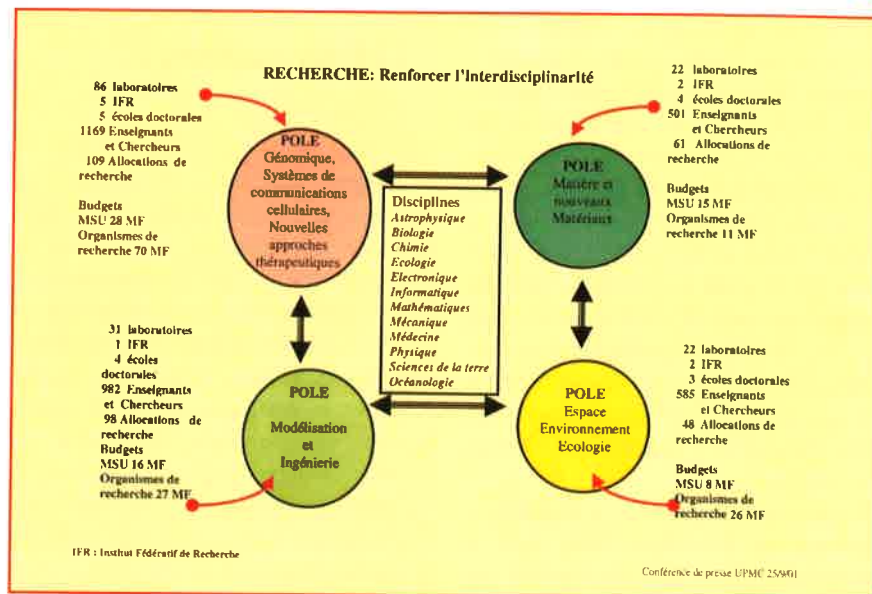 RECHERCHE: Renforcer l'Interdisciplinarité
86 laboratoires
5 IFR
5 écoles doctorales
1169 Enseignants
et Chercheurs
109 Allocations de
recherche
Budgets
MSU 28 MF
Organismes de
recherche 70 MF
POLE
Génomique,
Systèmes de
communications
cellulaires,
Nouvelles
approches
thérapeutiques
22 laboratoires
2 IFR
4 écoles doctorales
501 Enseignants
et Chercheurs
61 Allocations de
recherche
Budgets
MSU 15 MF
Organismes de
recherche 11 MF
POLE
Matière et
nouveaux
Matériaux
Disciplines
Astrophysique
Biologie
Chimie
Ecologie
Electronique
Informatique
Mathématiques
Mécanique
Médecine
Physique
Sciences de la terre
Océanologie
31 laboratoires
1 IFR
4 écoles
doctorales
982 Enseignants
et Chercheurs
98 Allocations de
recherche
Budgets
MSU 16 MF
Organismes de
recherche 27 MF
POLE
Modélisation
et
Ingénierie
POLE
Espace
Environnement
Ecologie
22 laboratoires
2 IFR
3 écoles doctorales
585 Enseignants
et Chercheurs
48 Allocations de
recherche
Budgets
MSU 8 MF
Organismes de
recherche 26 MF
IFR : Institut Fédératif de Recherche
Conférence de presse UPMC 25/9/01